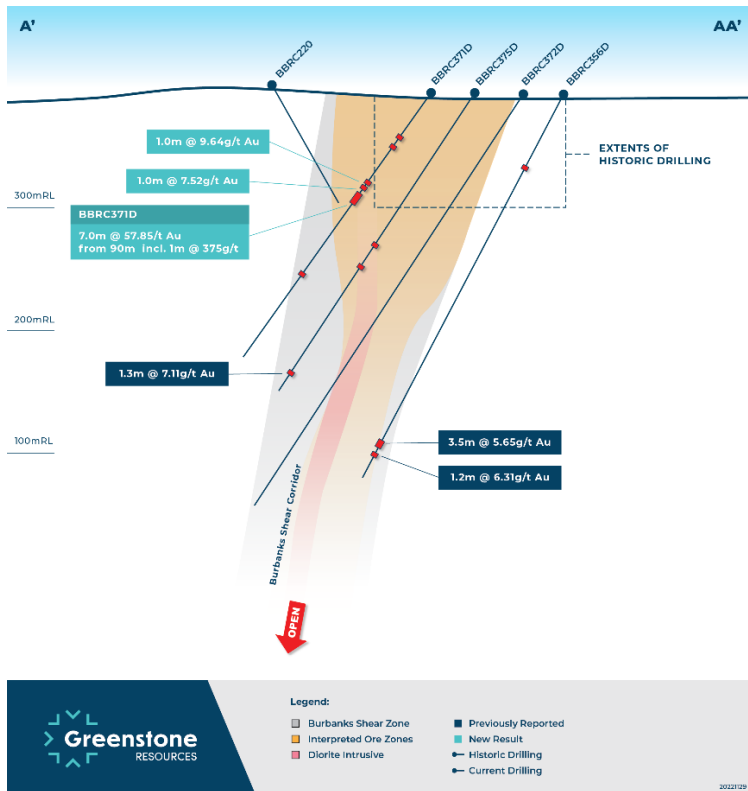 A'
AA'
BBRC220
BBRC371D
BBRC375D
BBRC372D
BBRC356D
1.0m @ 9.64g/t Au
EXTENTS OF
HISTORIC DRILLING
1.0m @ 7.52g/t Au
300mRL
BBRC371D
7.0m @ 57.85/t Au
from 90m incl. 1m @ 375g/t
200mRL
1.3m @ 7.11g/t Au
100mRL
3.5m @ 5.65g/t Au
1.2m @ 6.31g/t Au
Burbanks Shear Corridor
OPEN
Greenstone
RESOURCES
Legend:
Burbanks Shear Zone
Interpreted Ore Zones
Diorite Intrusive
Previously Reported
New Result
Historic Drilling
Current Drilling
20221129